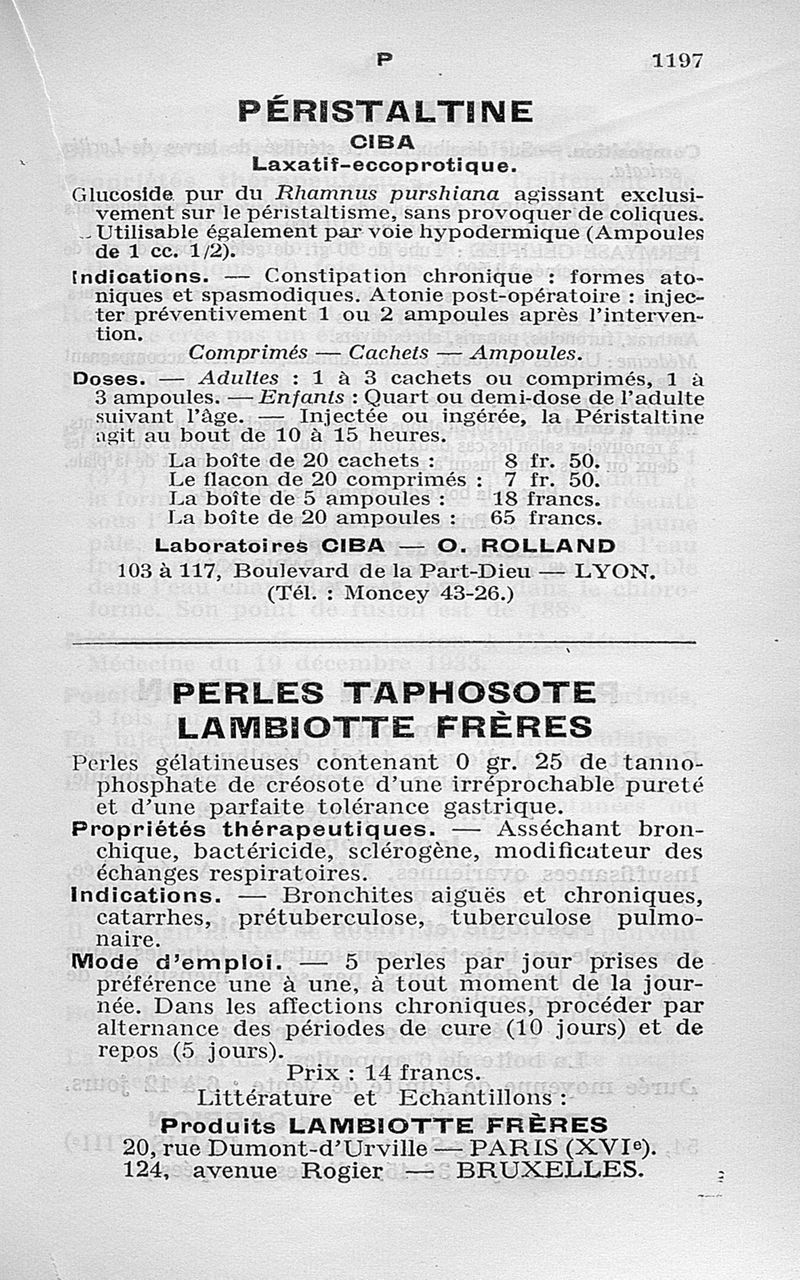 P
1197
PÉRISTALTINE
CIBA
Laxatif-eccoprotique.
Glucoside pur du Rhamnus purshiana agissant exclusi-
vement sur le péristaltisme, sans provoquer de coliques.
Utilisable également par voie hypodermique (Ampoules
de 1 cc. 1/2).
Indications. — Constipation chronique : formes ato-
niques et spasmodiques. Atonie post-opératoire : injec-
ter préventivement 1 ou 2 ampoules après l'interven-
tion.
Comprimés — Cachets — Ampoules.
Doses. — Adultes : 1 à 3 cachets ou comprimés, 1 à
3 ampoules. — Enfants : Quart ou demi-dose de l'adulte
suivant l'âge. — Injectée ou ingérée, la Péristaltine
agit au bout de 10 à 15 heures.
La boîte de 20 cachets : 8 fr. 50.
Le flacon de 20 comprimés : 7 fr. 50.
La boîte de 5 ampoules : 18 francs.
La boîte de 20 ampoules : 65 francs.
Laboratoires CIBA — O. ROLLAND
103 à 117, Boulevard de la Part-Dieu — LYON.
(Tél. : Moncey 43-26.)
PERLES TAPHOSOTE
LAMBIOTTE FRÈRES
Perles gélatineuses contenant 0 gr. 25 de tanno-
phosphate de créosote d'une irréprochable pureté
et d'une parfaite tolérance gastrique.
Propriétés thérapeutiques. — Asséchant bron-
chique, bactéricide, sclérogène, modificateur des
échanges respiratoires.
Indications. — Bronchites aiguës et chroniques,
catarrhes, prétuberculose, tuberculose pulmo-
naire.
Mode d'emploi. — 5 perles par jour prises de
préférence une à une, à tout moment de la jour-
née. Dans les affections chroniques, procéder par
alternance des périodes de cure (10 jours) et de
repos (5 jours).
Prix : 14 francs.
Littérature et Echantillons :
Produits LAMBIOTTE FRÈRES
20, rue Dumont-d'Urville — PARIS (XVIe).
124, avenue Rogier — BRUXELLES.